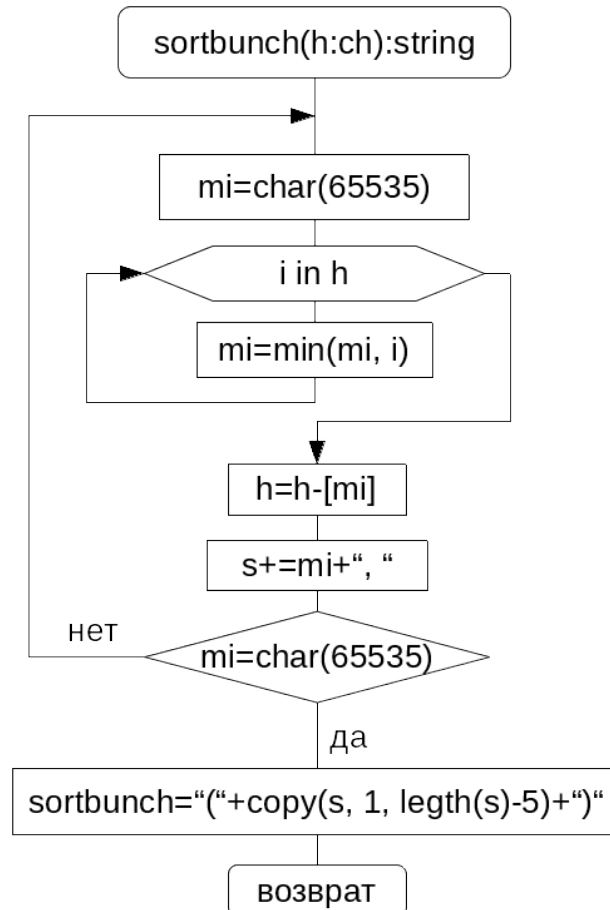 sortbunch(h:ch):string
mi=char(65535)
i in h
mi=min(mi, i)
h=h-[mi]
s+=mi+“, “
нет
mi=char(65535)
да
sortbunch=“(“+copy(s, 1, legth(s)-5)+“)“
возврат